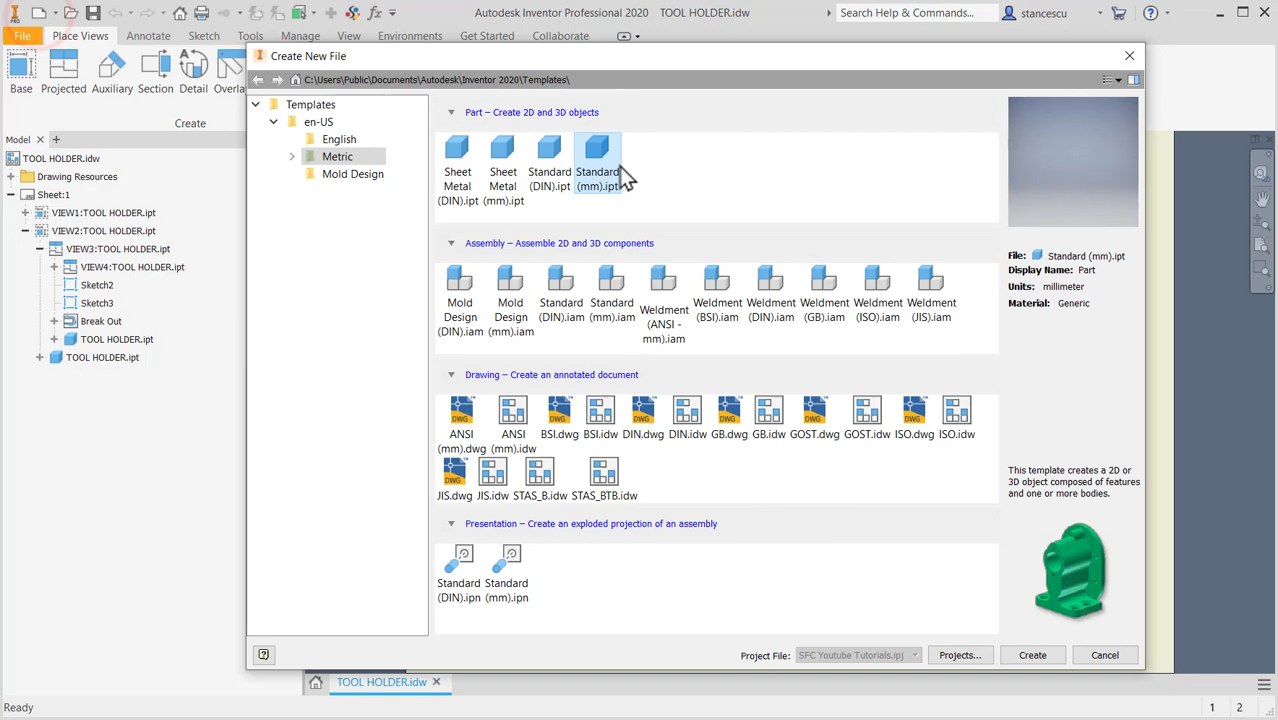 Autodesk Inventor Professional 2020 TOOL HOLDER.idw
Search Help & Commands...
stancescu
PRO
File Place Views Annotate Sketch Tools Manage View Environments Get Started Collaborate
Base Projected Auxiliary Section Detail Overla
Create
Model
TOOL HOLDER.idw
Drawing Resources
Sheet:1
VIEW1:TOOL HOLDER.ipt
VIEW2:TOOL HOLDER.ipt
VIEW3:TOOL HOLDER.ipt
VIEW4:TOOL HOLDER.ipt
Sketch2
Sketch3
Break Out
TOOL HOLDER.ipt
TOOL HOLDER.ipt
Create New File
C:\Users\Public\Documents\Autodesk\Inventor 2020\Templates\
Templates
en-US
English
Metric
Mold Design
Part – Create 2D and 3D objects
Sheet Metal (DIN).ipt
Sheet Metal (mm).ipt
Standard (DIN).ipt
Standard (mm).ipt
Assembly – Assemble 2D and 3D components
Mold Design (DIN).iam
Mold Design (mm).iam
Standard (DIN).iam
Standard (mm).iam
Weldment (ANSI - mm).iam
Weldment (BSI).iam
Weldment (DIN).iam
Weldment (GB).iam
Weldment (ISO).iam
Weldment (JIS).iam
Drawing – Create an annotated document
ANSI (mm).dwg
ANSI (mm).idw
BSI.dwg
BSI.idw
DIN.dwg
DIN.idw
GB.dwg
GB.idw
GOST.dwg
GOST.idw
ISO.dwg
ISO.idw
JIS.dwg
JIS.idw
STAS_B.idw
STAS_BTB.idw
Presentation – Create an exploded projection of an assembly
Standard (DIN).ipn
Standard (mm).ipn
File: Standard (mm).ipt
Display Name: Part
Units: millimeter
Material: Generic
This template creates a 2D or
3D object composed of features
and one or more bodies.
Project File: SFC Youtube Tutorials.ipj Projects... Create Cancel
TOOL HOLDER.idw
Ready
1 2